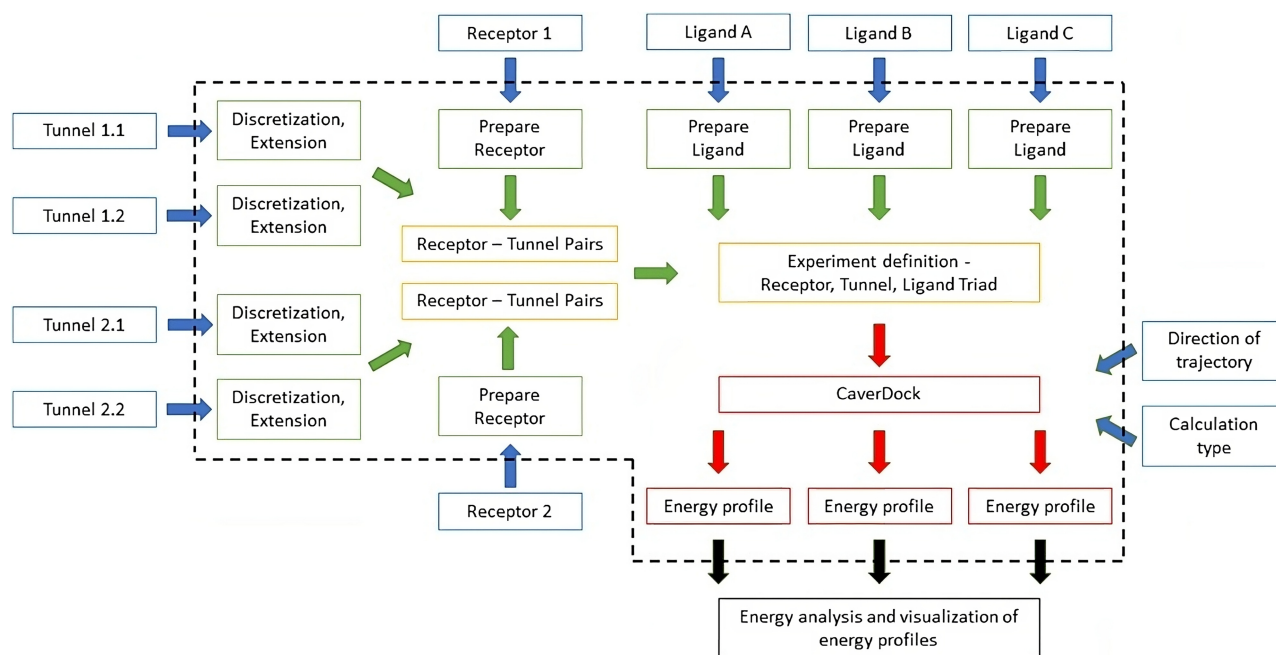 Receptor 1
Ligand A
Ligand B
Ligand C
Tunnel 1.1
Discretization,
Extension
Prepare
Receptor
Prepare
Ligand
Prepare
Ligand
Prepare
Ligand
Tunnel 1.2
Discretization,
Extension
Receptor – Tunnel Pairs
Experiment definition -
Receptor, Tunnel, Ligand Triad
Receptor – Tunnel Pairs
Tunnel 2.1
Discretization,
Extension
Direction of
trajectory
Tunnel 2.2
Discretization,
Extension
Prepare
Receptor
CaverDock
Calculation
type
Receptor 2
Energy profile
Energy profile
Energy profile
Energy analysis and visualization of
energy profiles